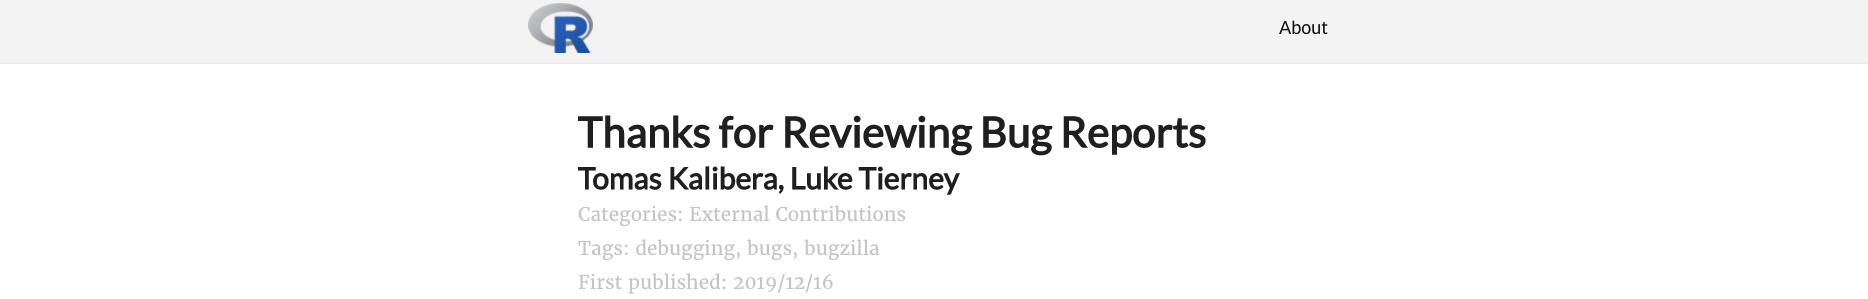 R
About
Thanks for Reviewing Bug Reports
Tomas Kalibera, Luke Tierney
Categories: External Contributions
Tags: debugging, bugs, bugzilla
First published: 2019/12/16